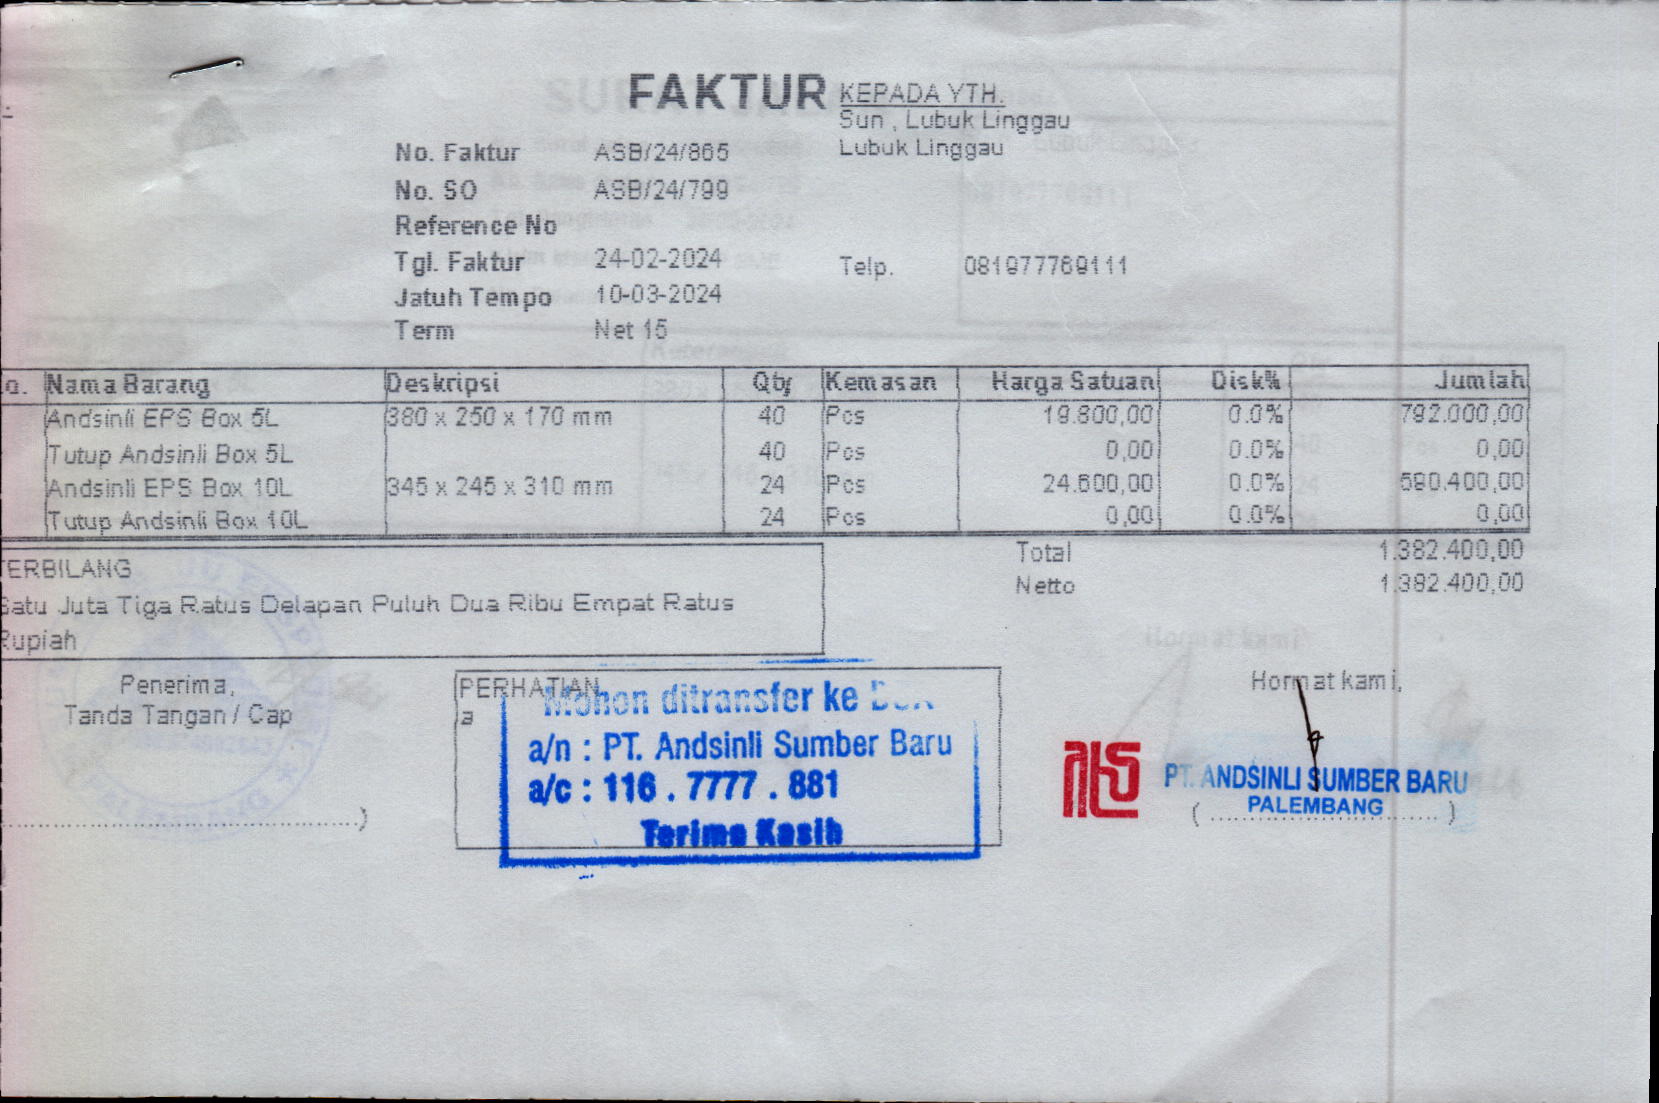 FAKTUR
KEPADA YTH.
Sun , Lubuk Linggau
Lubuk Linggau
No. Faktur ASB/24/865
No. SO ASB/24/799
Reference No
Tgl. Faktur 24-02-2024
Telp. 081977769111
Jatuh Tempo 10-03-2024
Term Net 15
o. Nama Barang Deskripsi Qty Kemasan Harga Satuan Disk% Jumlah
Andsinli EPS Box 5L 380 x 250 x 170 mm 40 Pcs 19.800,00 0.0% 792.000,00
Tutup Andsinli Box 5L 40 Pcs 0,00 0.0% 0,00
Andsinli EPS Box 10L 345 x 245 x 310 mm 24 Pcs 24.600,00 0.0% 590.400,00
Tutup Andsinli Box 10L 24 Pcs 0,00 0.0% 0,00
Total 1.382.400,00
Netto 1.382.400,00
TERBILANG
Satu Juta Tiga Ratus Delapan Puluh Dua Ribu Empat Ratus
Rupiah
Penerima,
Tanda Tangan / Cap
(....................)
PERHATIAN
a
Mohon ditransfer ke
a/n : PT. Andsinli Sumber Baru
a/c : 116 . 7777 . 881
Terima Kasih
Hormat kami,
PT. ANDSINLI SUMBER BARU
PALEMBANG
(....................)